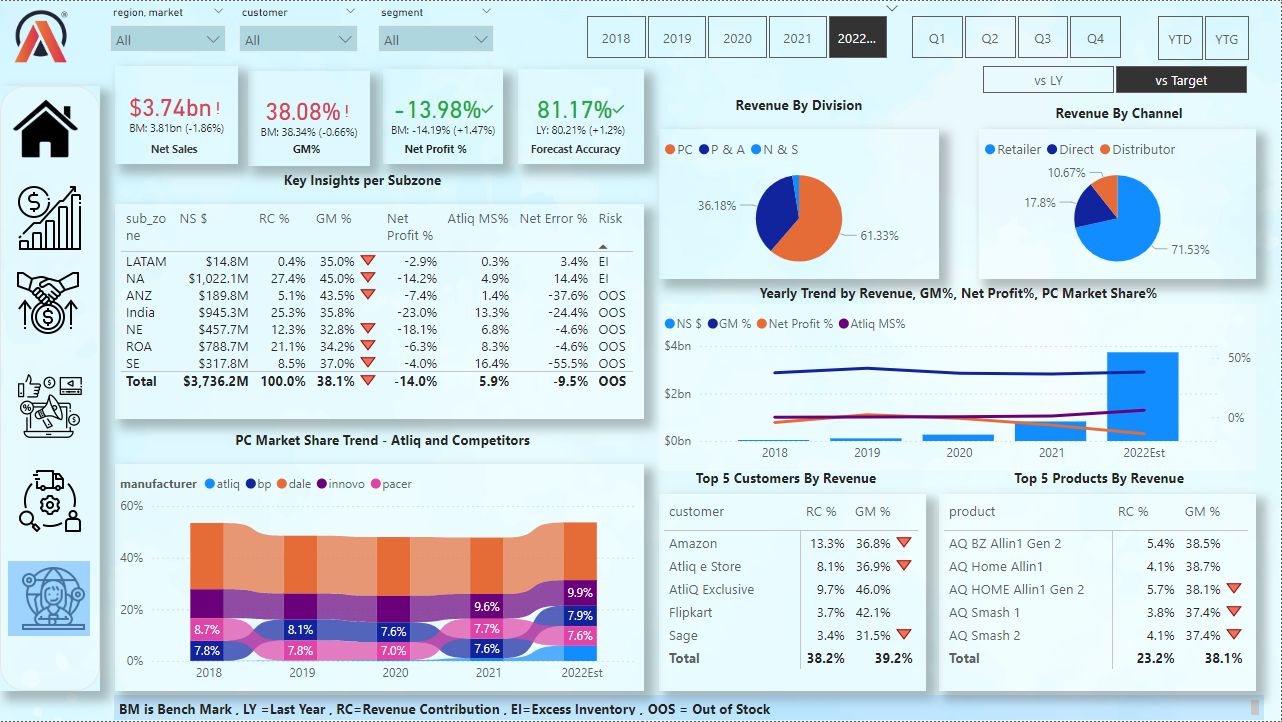 region, market
customer
segment
All
All
All
2018
2019
2020
2021
2022...
Q1
Q2
Q3
Q4
YTD
YTG
vs LY
vs Target
$3.74bn !
BM: 3.81bn (-1.86%)
Net Sales
38.08% !
BM: 38.34% (-0.66%)
GM%
-13.98%
BM: -14.19% (+1.47%)
Net Profit %
81.17%
LY: 80.21% (+1.2%)
Forecast Accuracy
Revenue By Division
PC P & A N & S
36.18%
61.33%
Revenue By Channel
Retailer Direct Distributor
10.67%
17.8%
71.53%
Key Insights per Subzone
sub_zo
ne
NS $
RC %
GM %
Net
Profit %
Atliq MS%
Net Error %
Risk
LATAM $14.8M 0.4% 35.0% -2.9% 0.3% 3.4% EI
NA $1,022.1M 27.4% 45.0% -14.2% 4.9% 14.4% EI
ANZ $189.8M 5.1% 43.5% -7.4% 1.4% -37.6% OOS
India $945.3M 25.3% 35.8% -23.0% 13.3% -24.4% OOS
NE $457.7M 12.3% 32.8% -18.1% 6.8% -4.6% OOS
ROA $788.7M 21.1% 34.2% -6.3% 8.3% -4.6% OOS
SE $317.8M 8.5% 37.0% -4.0% 16.4% -55.5% OOS
Total $3,736.2M 100.0% 38.1% -14.0% 5.9% -9.5% OOS
Yearly Trend by Revenue, GM%, Net Profit%, PC Market Share%
NS $ GM % Net Profit % Atliq MS%
$4bn
$2bn
$0bn
50%
0%
2018 2019 2020 2021 2022Est
PC Market Share Trend - Atliq and Competitors
manufacturer atliq bp dale innovo pacer
60%
40%
20%
0%
8.7%
7.8%
8.1%
7.8%
7.6%
7.0%
9.6%
7.7%
7.6%
9.9%
7.9%
7.6%
2018 2019 2020 2021 2022Est
Top 5 Customers By Revenue
customer RC % GM %
Amazon 13.3% 36.8%
Atliq e Store 8.1% 36.9%
AtliQ Exclusive 9.7% 46.0%
Flipkart 3.7% 42.1%
Sage 3.4% 31.5%
Total 38.2% 39.2%
Top 5 Products By Revenue
product RC % GM %
AQ BZ Allin1 Gen 2 5.4% 38.5%
AQ Home Allin1 4.1% 38.7%
AQ HOME Allin1 Gen 2 5.7% 38.1%
AQ Smash 1 3.8% 37.4%
AQ Smash 2 4.1% 37.4%
Total 23.2% 38.1%
BM is Bench Mark , LY =Last Year , RC=Revenue Contribution , EI=Excess Inventory , OOS = Out of Stock